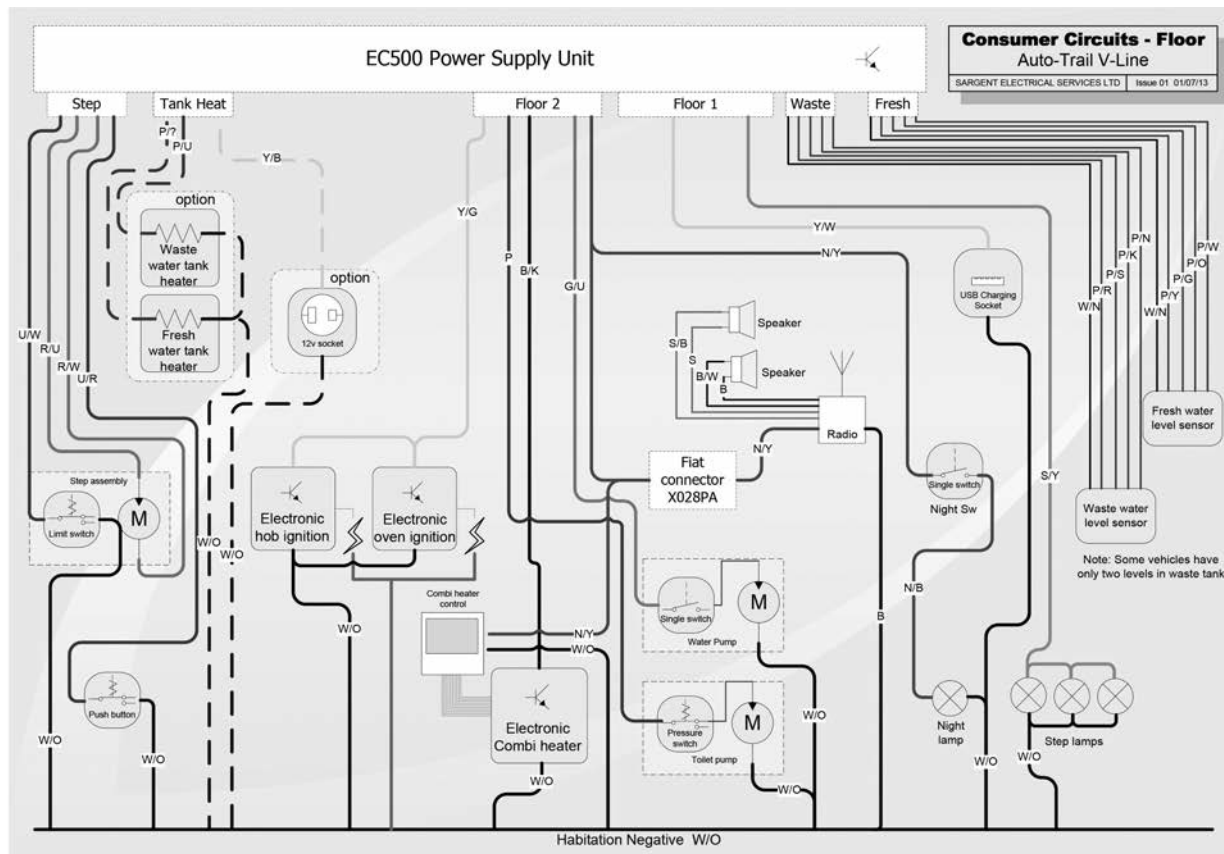 EC500 Power Supply Unit
Consumer Circuits - Floor
Auto-Trail V-Line
SARGENT ELECTRICAL SERVICES LTD
Issue 01 01/07/13
Step
Tank Heat
Floor 2
Floor 1
Waste
Fresh
P/?
P/U
Y/B
option
Waste
water tank
heater
Fresh
water tank
heater
option
12v socket
Y/G
P
B/K
G/U
Y/W
N/Y
USB Charging
Socket
W/N
P/R
P/S
P/K
P/N
W/N
P/Y
P/G
P/O
P/W
U/W
R/U
R/W
U/R
S/B
S
B/W
B
Speaker
Speaker
Radio
N/Y
Fiat
connector
X028PA
Fresh water
level sensor
Single switch
Night Sw
S/Y
Waste water
level sensor
Note: Some vehicles have
only two levels in waste tank
Step assembly
Limit switch
M
Electronic
hob ignition
Electronic
oven ignition
W/O
W/O
W/O
Combi heater
control
N/Y
W/O
Single switch
M
Water Pump
B
N/B
Push button
W/O
W/O
Electronic
Combi heater
W/O
Pressure
switch
M
Toilet pump
W/O
W/O
Night
lamp
W/O
Step lamps
W/O
Habitation Negative W/O